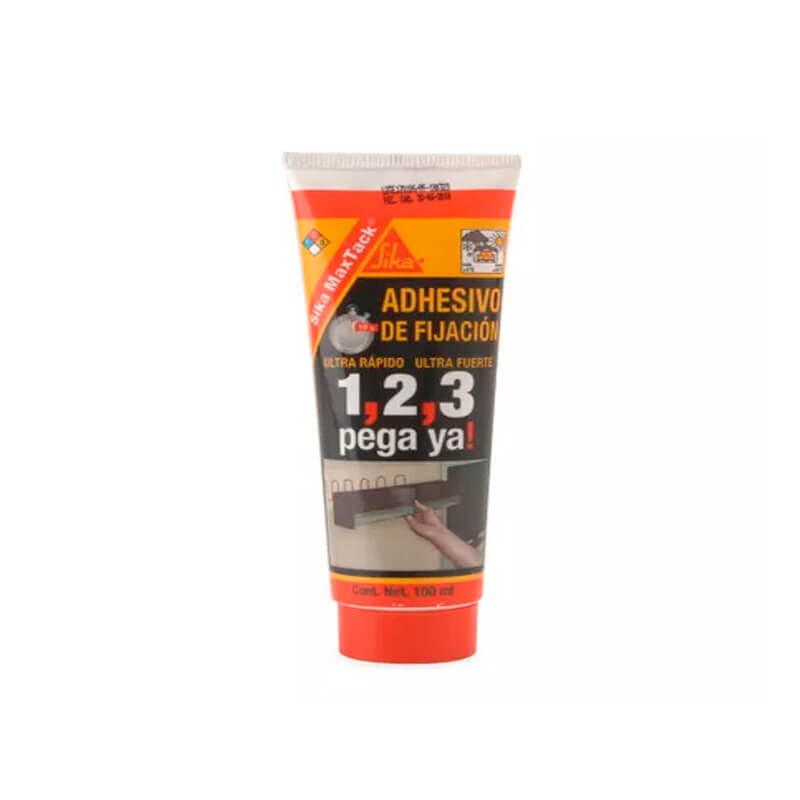 Sika MaxTack®
Sika®
ADHESIVO
DE FIJACIÓN
ULTRA RÁPIDO ULTRA FUERTE
1,2,3
pega ya!
Cont. Net. 100 ml